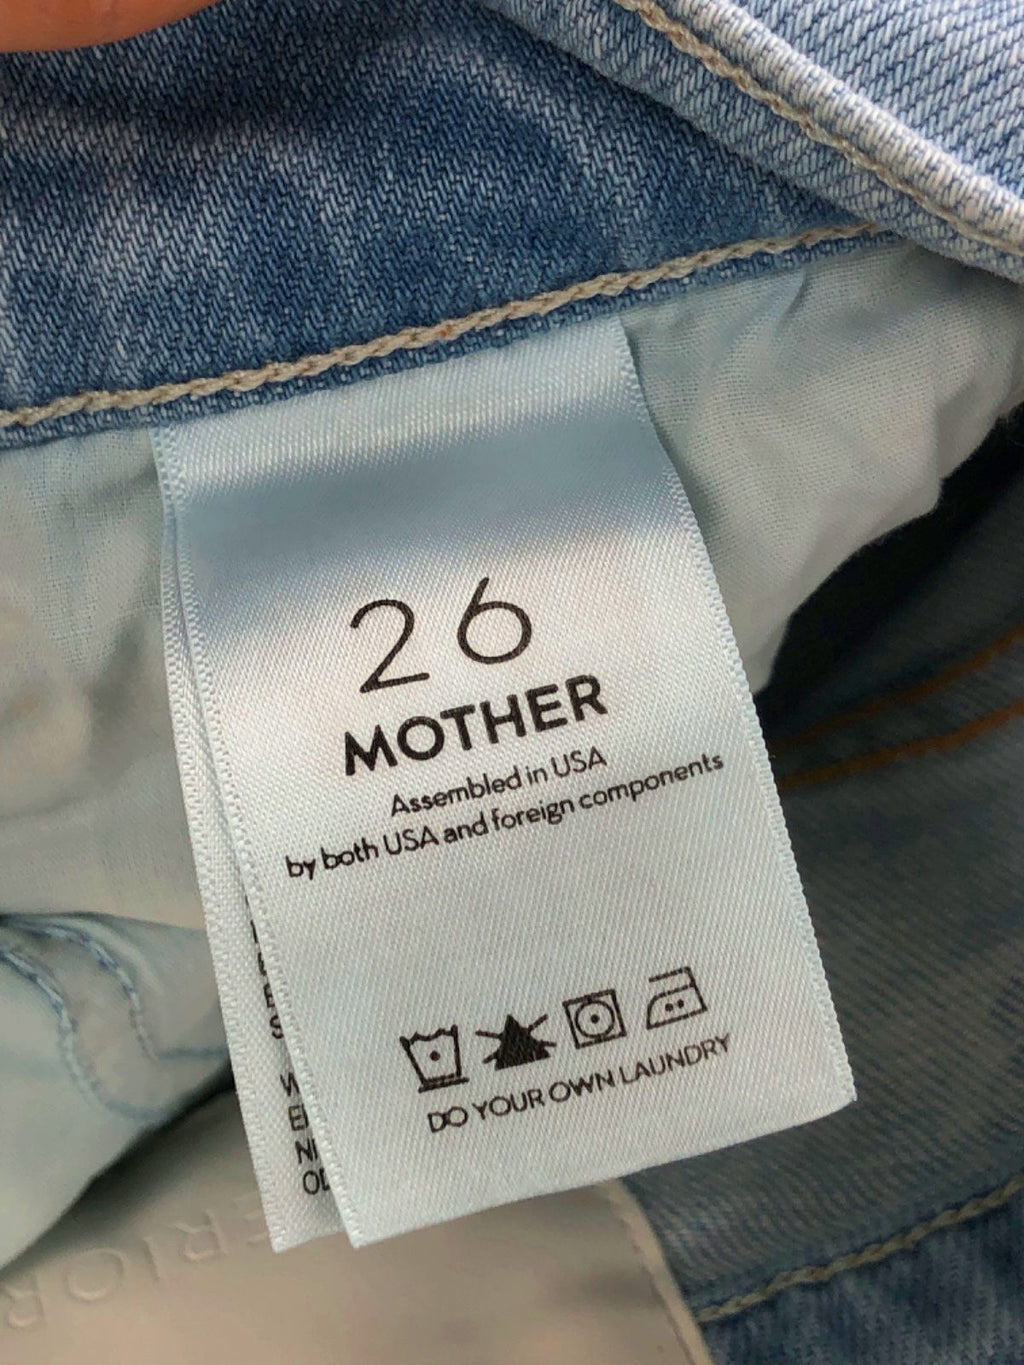 26
MOTHER
Assembled in USA
by both USA and foreign components
DO YOUR OWN LAUNDRY